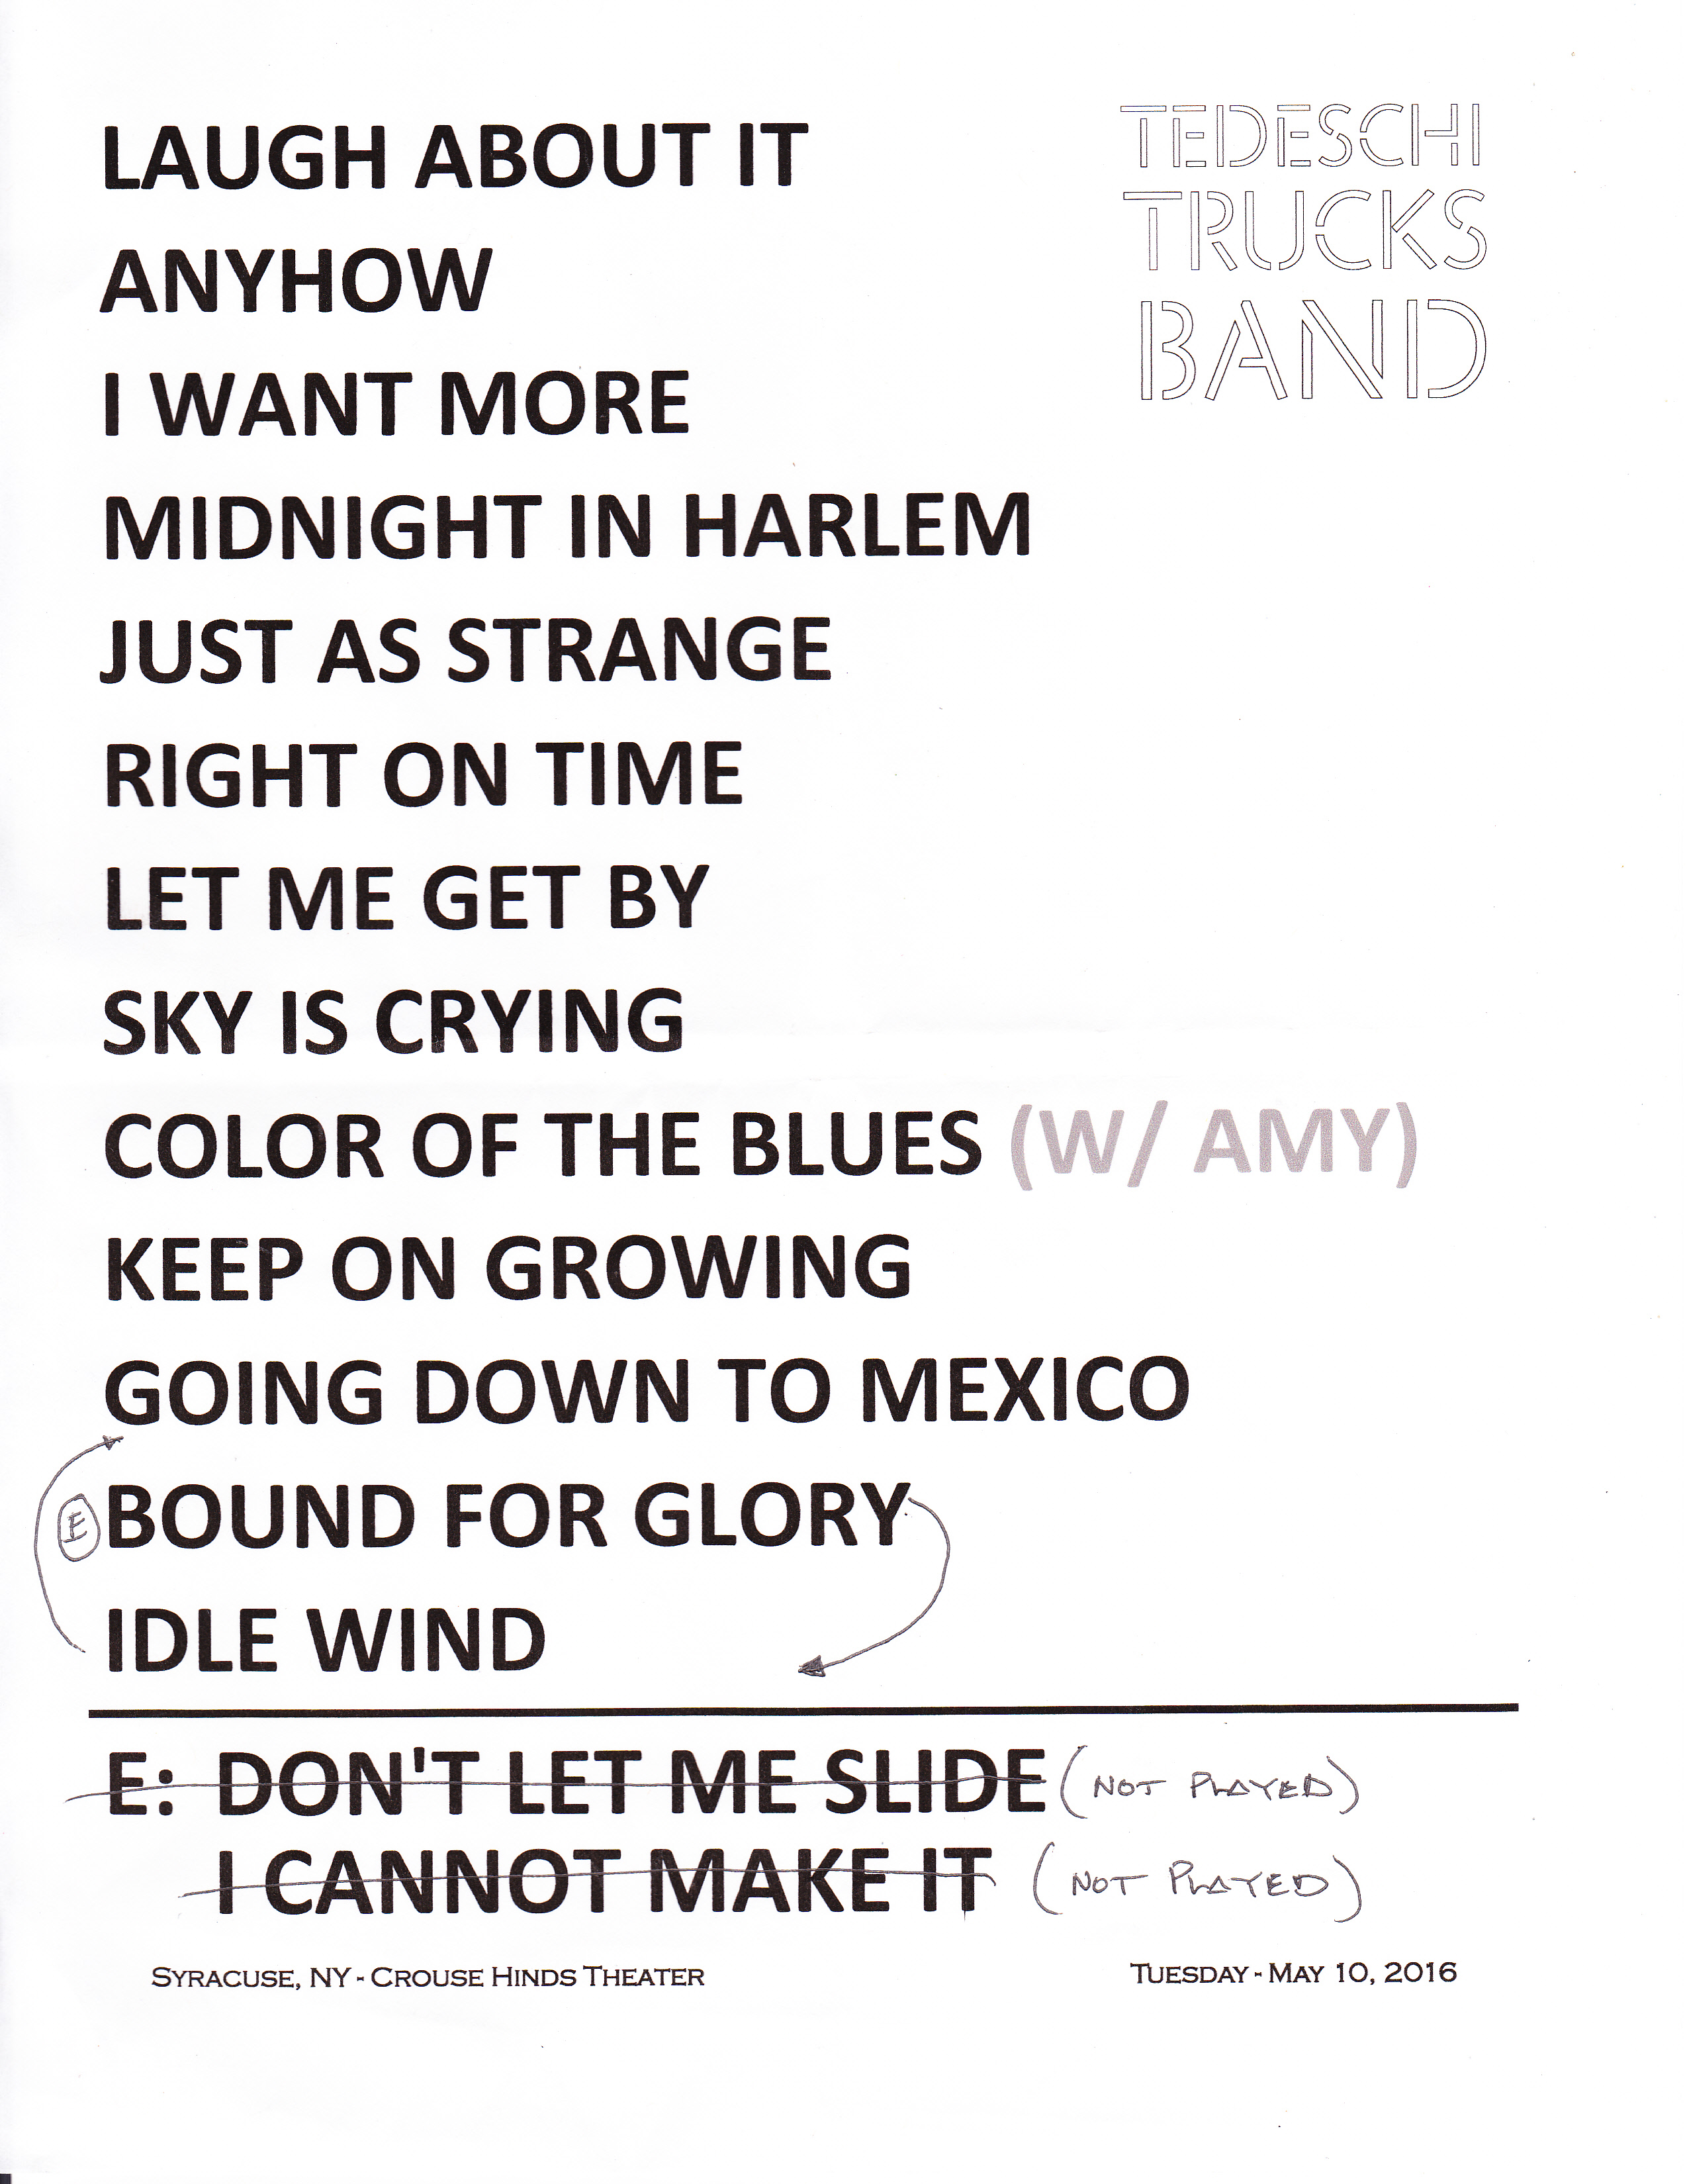 TEDESCHI
TRUCKS
BAND
LAUGH ABOUT IT
ANYHOW
I WANT MORE
MIDNIGHT IN HARLEM
JUST AS STRANGE
RIGHT ON TIME
LET ME GET BY
SKY IS CRYING
COLOR OF THE BLUES (W/ AMY)
KEEP ON GROWING
GOING DOWN TO MEXICO
E BOUND FOR GLORY
IDLE WIND
E: DON'T LET ME SLIDE (NOT PLAYED)
I CANNOT MAKE IT (NOT PLAYED)
SYRACUSE, NY - CROUSE HINDS THEATER
TUESDAY - MAY 10, 2016